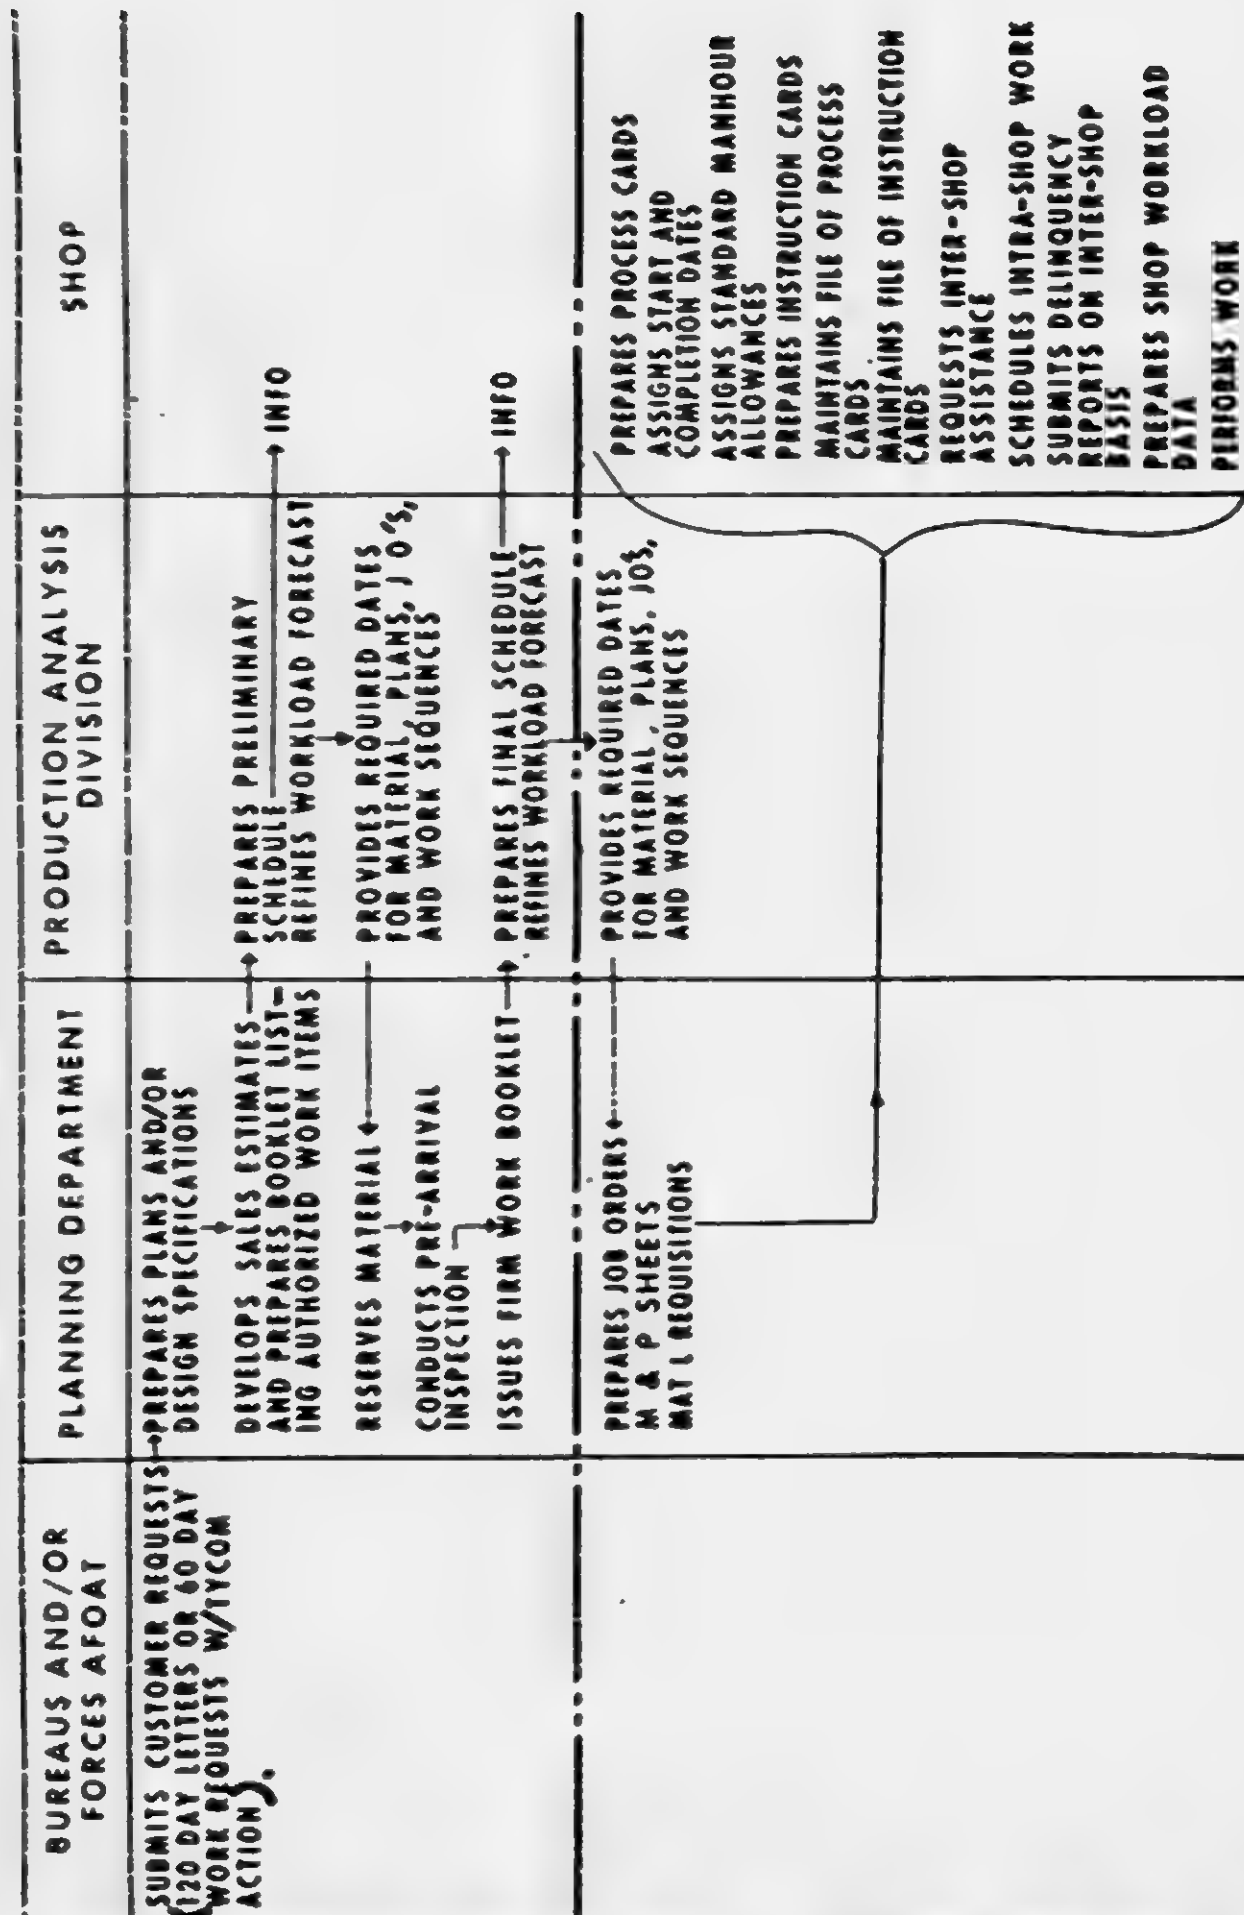 BUREAUS AND/OR
FORCES AFOAT
PLANNING DEPARTMENT
PRODUCTION ANALYSIS
DIVISION
SHOP
SUBMITS CUSTOMER REQUESTS
(120 DAY LETTERS OR 60 DAY
WORK REQUESTS W/TYCOM
ACTION).
PREPARES PLANS AND/OR
DESIGN SPECIFICATIONS
DEVELOPS SALES ESTIMATES
AND PREPARES BOOKLET LIST-
ING AUTHORIZED WORK ITEMS
PREPARES PRELIMINARY
SCHEDULE
REFINES WORKLOAD FORECAST
INFO
PROVIDES REQUIRED DATES
FOR MATERIAL, PLANS, J O'S,
AND WORK SEQUENCES
RESERVES MATERIAL
CONDUCTS PRE-ARRIVAL
INSPECTION
ISSUES FIRM WORK BOOKLET
PREPARES FINAL SCHEDULE
REFINES WORKLOAD FORECAST
INFO
PROVIDES REQUIRED DATES
FOR MATERIAL, PLANS, JO'S,
AND WORK SEQUENCES
PREPARES JOB ORDERS
M & P SHEETS
MAT L REQUISITIONS
PREPARES PROCESS CARDS
ASSIGNS START AND
COMPLETION DATES
ASSIGNS STANDARD MANHOUR
ALLOWANCES
PREPARES INSTRUCTION CARDS
MAINTAINS FILE OF PROCESS
CARDS
MAINTAINS FILE OF INSTRUCTION
CARDS
REQUESTS INTER-SHOP
ASSISTANCE
SCHEDULES INTRA-SHOP WORK
SUBMITS DELINQUENCY
REPORTS ON INTER-SHOP
BASIS
PREPARES SHOP WORKLOAD
DATA
PERFORMS WORK